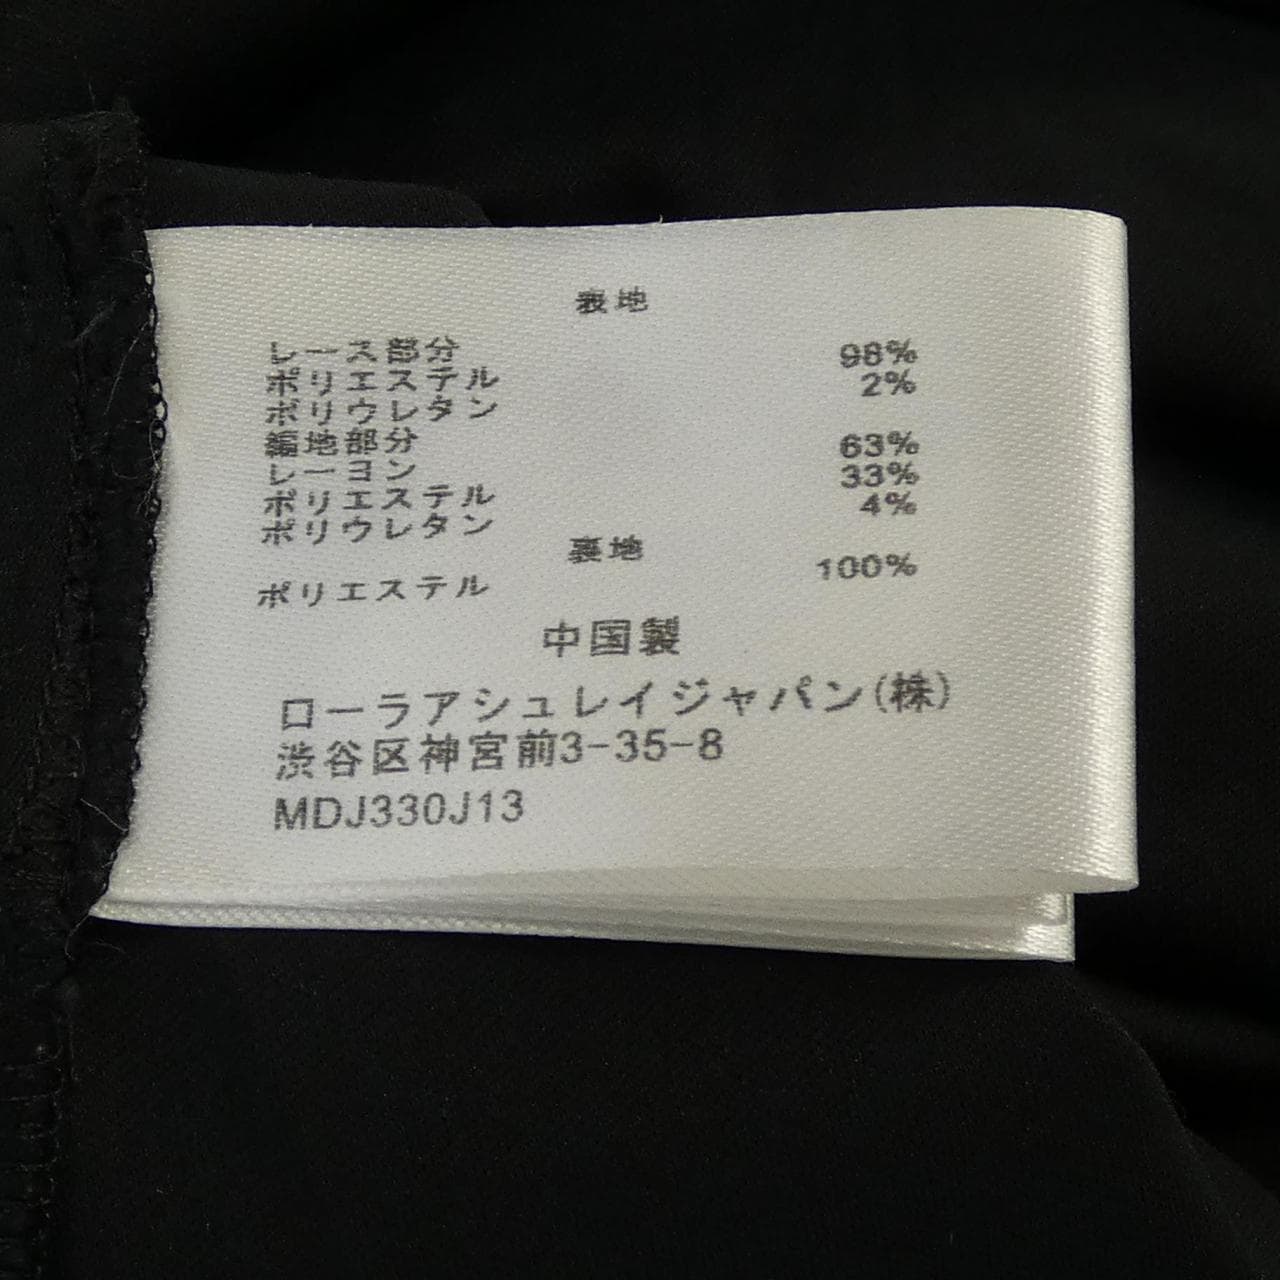 表地
レース部分 98%
ポリエステル 2%
ポリウレタン
編地部分 63%
レーヨン 33%
ポリエステル 4%
ポリウレタン
裏地
ポリエステル 100%
中国製
ローラアシュレイジャパン(株)
渋谷区神宮前3-35-8
MDJ330J13